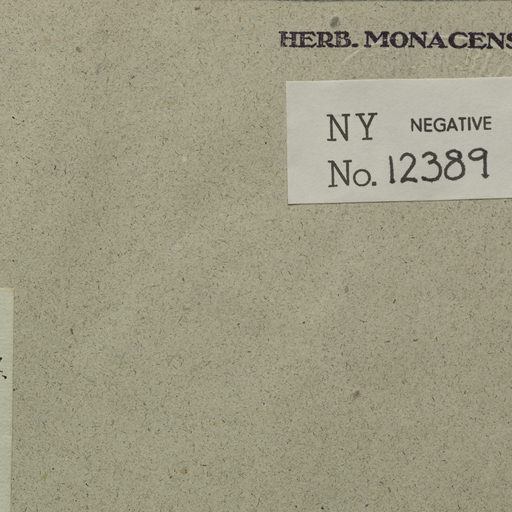 HERB. MONACENS
NY NEGATIVE
No. 12389